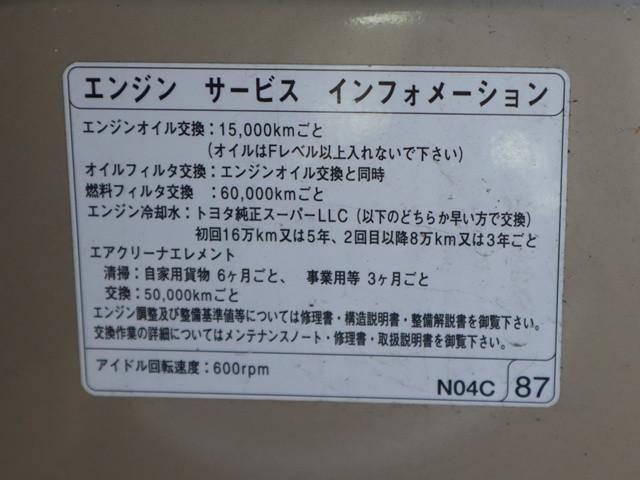 エンジン サービス インフォメーション
エンジンオイル交換：15,000kmごと
(オイルはFレベル以上入れないで下さい)
オイルフィルタ交換：エンジンオイル交換と同時
燃料フィルタ交換 ：60,000kmごと
エンジン冷却水：トヨタ純正スーパーLLC（以下のどちらか早い方で交換）
初回16万km又は5年、2回目以降8万km又は3年ごと
エアクリーナエレメント
清掃：自家用貨物 6ヶ月ごと、 事業用等 3ヶ月ごと
交換：50,000kmごと
エンジン調整及び整備基準値等については修理書・構造説明書・整備解説書を御覧下さい。
交換作業の詳細についてはメンテナンスノート・修理書・取扱説明書を御覧下さい。
アイドル回転速度：600rpm
N04C 87